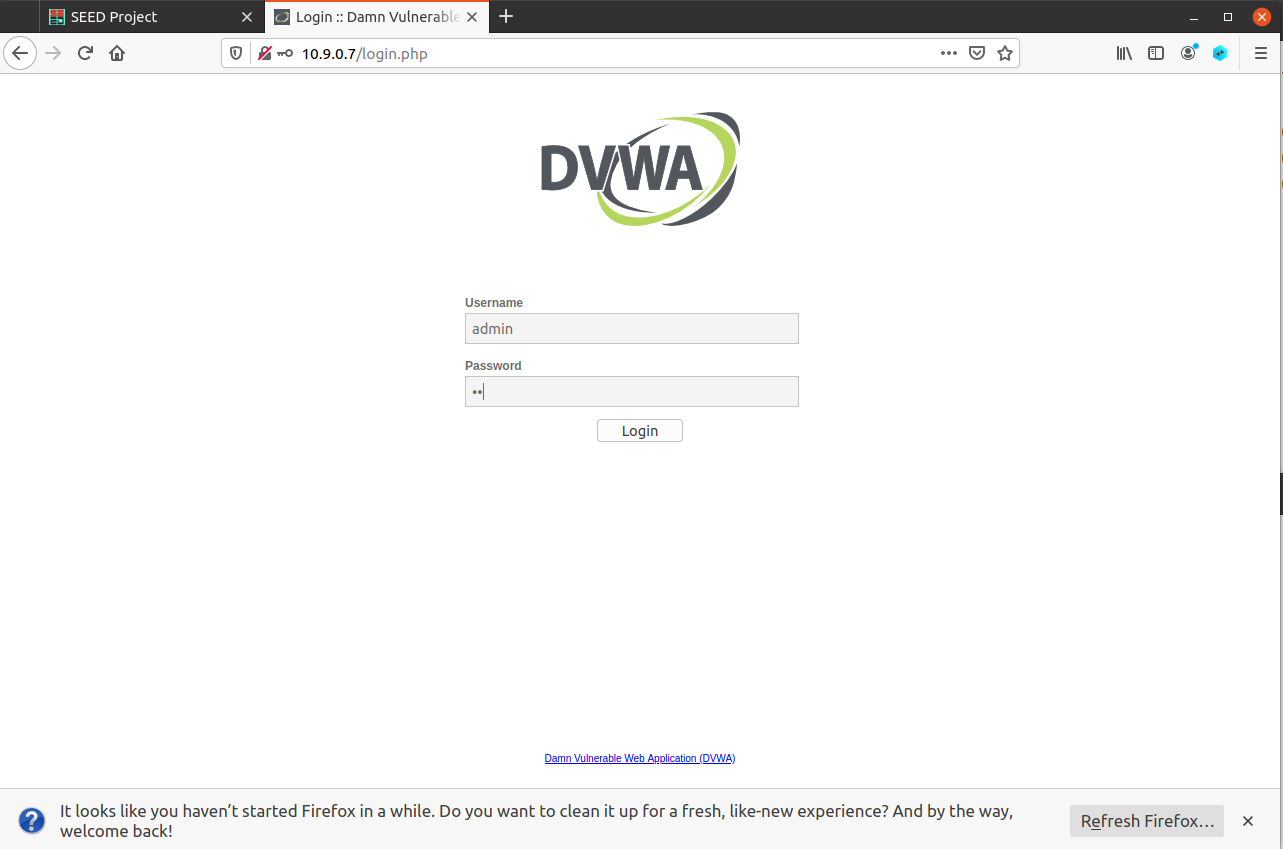 SEED Project
Login :: Damn Vulnerable
10.9.0.7/login.php
DVWA
Username
admin
Password
••
Login
Damn Vulnerable Web Application (DVWA)
It looks like you haven’t started Firefox in a while. Do you want to clean it up for a fresh, like-new experience? And by the way,
welcome back!
Refresh Firefox…